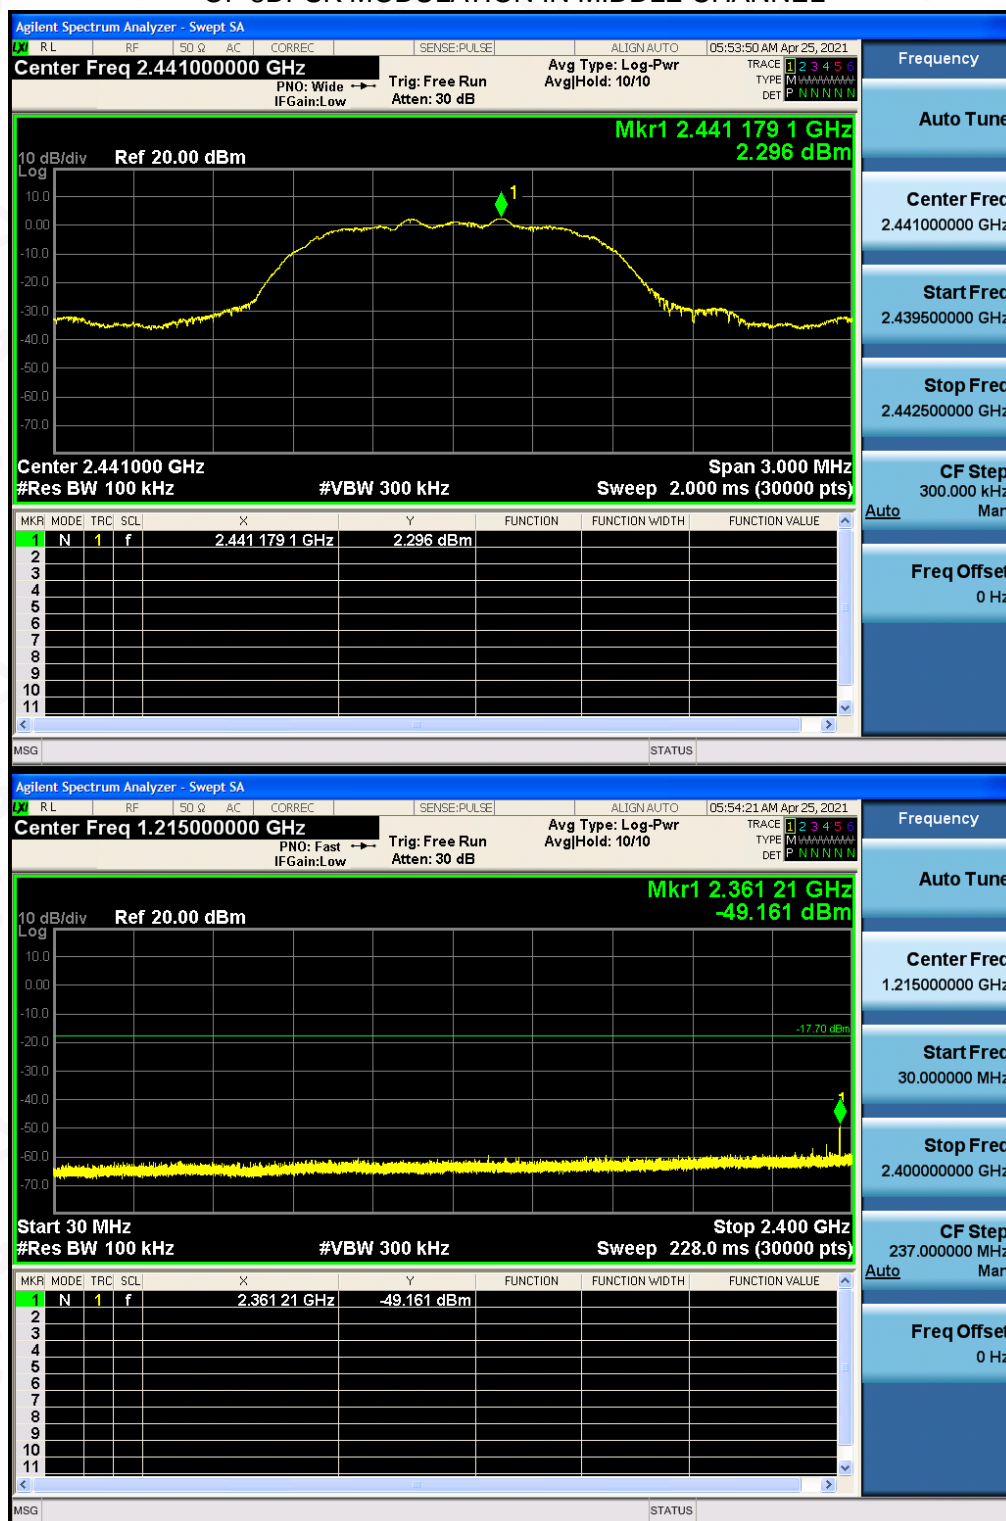 OF 8DPSK MODULATION IN MIDDLE CHANNEL
Agilent Spectrum Analyzer - Swept SA
LXI RL RF 50 Ω AC CORREC SENSE:PULSE ALIGN AUTO 05:53:50 AM Apr 25, 2021
Center Freq 2.441000000 GHz
PNO: Wide
IFGain:Low
Trig: Free Run
Atten: 30 dB
Avg Type: Log-Pwr
Avg|Hold: 10/10
TRACE 1 2 3 4 5 6
TYPE M
DET P N N N N N
Mkr1 2.441 179 1 GHz
2.296 dBm
10 dB/div Ref 20.00 dBm
Log
10.0
0.00
-10.0
-20.0
-30.0
-40.0
-50.0
-60.0
-70.0
1
Center 2.441000 GHz Span 3.000 MHz
#Res BW 100 kHz #VBW 300 kHz Sweep 2.000 ms (30000 pts)
MKR MODE TRC SCL X Y FUNCTION FUNCTION WIDTH FUNCTION VALUE
1 N 1 f 2.441 179 1 GHz 2.296 dBm
2
3
4
5
6
7
8
9
10
11
MSG STATUS
Frequency
Auto Tune
Center Freq
2.441000000 GHz
Start Freq
2.439500000 GHz
Stop Freq
2.442500000 GHz
CF Step
300.000 kHz
Auto Man
Freq Offset
0 Hz
Agilent Spectrum Analyzer - Swept SA
LXI RL RF 50 Ω AC CORREC SENSE:PULSE ALIGN AUTO 05:54:21 AM Apr 25, 2021
Center Freq 1.215000000 GHz
PNO: Fast
IFGain:Low
Trig: Free Run
Atten: 30 dB
Avg Type: Log-Pwr
Avg|Hold: 10/10
TRACE 1 2 3 4 5 6
TYPE M
DET P N N N N N
Mkr1 2.361 21 GHz
-49.161 dBm
10 dB/div Ref 20.00 dBm
Log
10.0
0.00
-10.0
-20.0
-30.0
-40.0
-50.0
-60.0
-70.0
-17.70 dBm
1
Start 30 MHz Stop 2.400 GHz
#Res BW 100 kHz #VBW 300 kHz Sweep 228.0 ms (30000 pts)
MKR MODE TRC SCL X Y FUNCTION FUNCTION WIDTH FUNCTION VALUE
1 N 1 f 2.361 21 GHz -49.161 dBm
2
3
4
5
6
7
8
9
10
11
MSG STATUS
Frequency
Auto Tune
Center Freq
1.215000000 GHz
Start Freq
30.000000 MHz
Stop Freq
2.400000000 GHz
CF Step
237.000000 MHz
Auto Man
Freq Offset
0 Hz